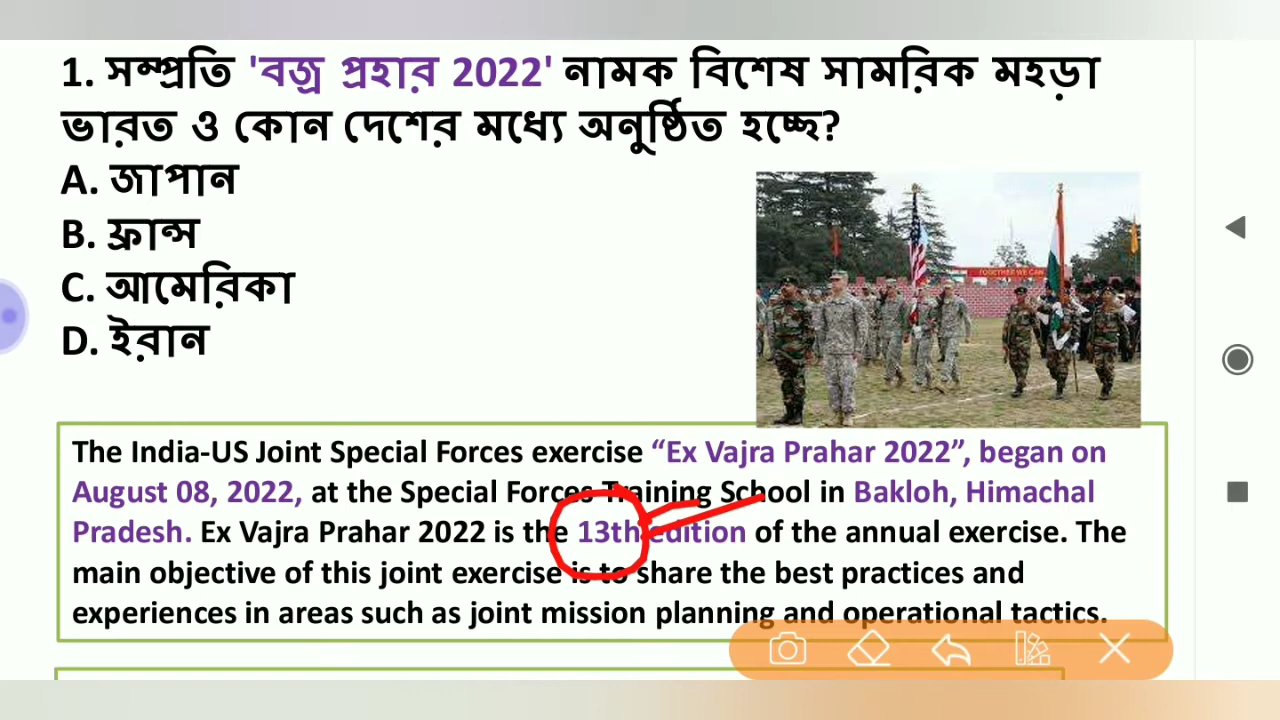 1. সম্প্রতি 'বজ্র প্রহার 2022' নামক বিশেষ সামরিক মহড়া
ভারত ও কোন দেশের মধ্যে অনুষ্ঠিত হচ্ছে?
A. জাপান
B. ফ্রান্স
C. আমেরিকা
D. ইরান
TOGETHER WE CAN
The India-US Joint Special Forces exercise “Ex Vajra Prahar 2022”, began on
August 08, 2022, at the Special Forces Training School in Bakloh, Himachal
Pradesh. Ex Vajra Prahar 2022 is the 13th edition of the annual exercise. The
main objective of this joint exercise is to share the best practices and
experiences in areas such as joint mission planning and operational tactics.